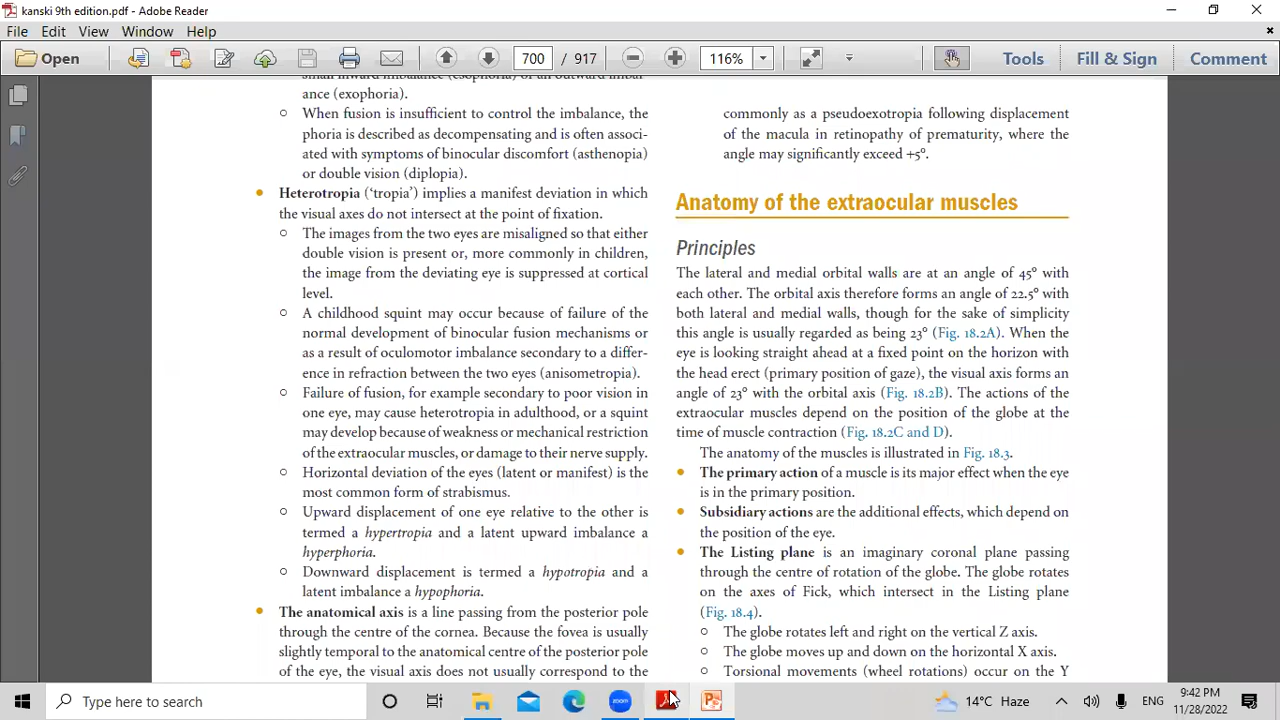 kanski 9th edition.pdf - Adobe Reader
File Edit View Window Help
Open 700 / 917 116% Tools Fill & Sign Comment
small inward imbalance (esophoria) or an outward imbal-
ance (exophoria).
When fusion is insufficient to control the imbalance, the
phoria is described as decompensating and is often associ-
ated with symptoms of binocular discomfort (asthenopia)
or double vision (diplopia).
Heterotropia ('tropia') implies a manifest deviation in which
the visual axes do not intersect at the point of fixation.
The images from the two eyes are misaligned so that either
double vision is present or, more commonly in children,
the image from the deviating eye is suppressed at cortical
level.
A childhood squint may occur because of failure of the
normal development of binocular fusion mechanisms or
as a result of oculomotor imbalance secondary to a differ-
ence in refraction between the two eyes (anisometropia).
Failure of fusion, for example secondary to poor vision in
one eye, may cause heterotropia in adulthood, or a squint
may develop because of weakness or mechanical restriction
of the extraocular muscles, or damage to their nerve supply.
Horizontal deviation of the eyes (latent or manifest) is the
most common form of strabismus.
Upward displacement of one eye relative to the other is
termed a hypertropia and a latent upward imbalance a
hyperphoria.
Downward displacement is termed a hypotropia and a
latent imbalance a hypophoria.
The anatomical axis is a line passing from the posterior pole
through the centre of the cornea. Because the fovea is usually
slightly temporal to the anatomical centre of the posterior pole
of the eye, the visual axis does not usually correspond to the
commonly as a pseudoexotropia following displacement
of the macula in retinopathy of prematurity, where the
angle may significantly exceed +5°.
Anatomy of the extraocular muscles
Principles
The lateral and medial orbital walls are at an angle of 45° with
each other. The orbital axis therefore forms an angle of 22.5° with
both lateral and medial walls, though for the sake of simplicity
this angle is usually regarded as being 23° (Fig. 18.2A). When the
eye is looking straight ahead at a fixed point on the horizon with
the head erect (primary position of gaze), the visual axis forms an
angle of 23° with the orbital axis (Fig. 18.2B). The actions of the
extraocular muscles depend on the position of the globe at the
time of muscle contraction (Fig. 18.2C and D).
The anatomy of the muscles is illustrated in Fig. 18.3.
The primary action of a muscle is its major effect when the eye
is in the primary position.
Subsidiary actions are the additional effects, which depend on
the position of the eye.
The Listing plane is an imaginary coronal plane passing
through the centre of rotation of the globe. The globe rotates
on the axes of Fick, which intersect in the Listing plane
(Fig. 18.4).
The globe rotates left and right on the vertical Z axis.
The globe moves up and down on the horizontal X axis.
Torsional movements (wheel rotations) occur on the Y
Type here to search
zoom
14°C Haze
ENG
9:42 PM
11/28/2022